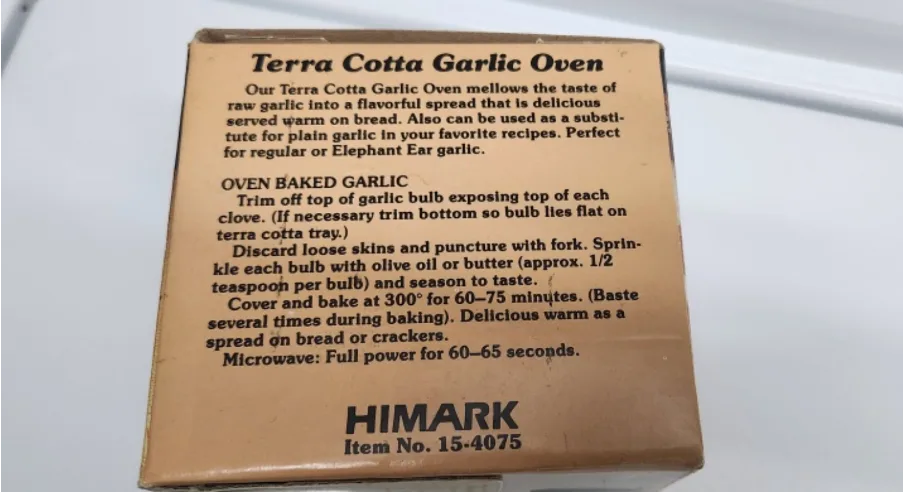 Terra Cotta Garlic Oven
Our Terra Cotta Garlic Oven mellows the taste of
raw garlic into a flavorful spread that is delicious
served warm on bread. Also can be used as a substi-
tute for plain garlic in your favorite recipes. Perfect
for regular or Elephant Ear garlic.
OVEN BAKED GARLIC
Trim off top of garlic bulb exposing top of each
clove. (If necessary trim bottom so bulb lies flat on
terra cotta tray.)
Discard loose skins and puncture with fork. Sprin-
kle each bulb with olive oil or butter (approx. 1/2
teaspoon per bulb) and season to taste.
Cover and bake at 300° for 60–75 minutes. (Baste
several times during baking). Delicious warm as a
spread on bread or crackers.
Microwave: Full power for 60–65 seconds.
HIMARK
Item No. 15-4075